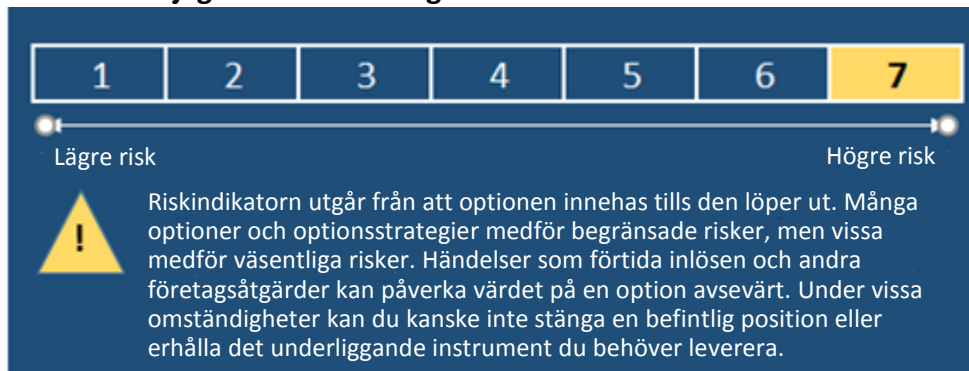 1 2 3 4 5 6 7
Lägre risk Högre risk
! Riskindikatorn utgår från att optionen innehas tills den löper ut. Många
optioner och optionsstrategier medför begränsade risker, men vissa
medför väsentliga risker. Händelser som förtida inlösen och andra
företagsåtgärder kan påverka värdet på en option avsevärt. Under vissa
omständigheter kan du kanske inte stänga en befintlig position eller
erhålla det underliggande instrument du behöver leverera.